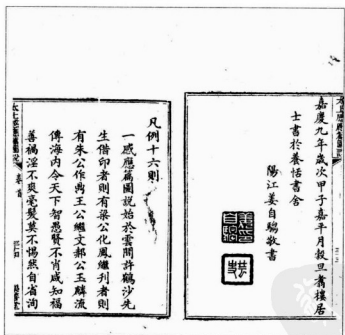 嘉慶九年歲次甲子嘉平月穀旦書樓居
士書於養恬書舍
陽江姜自騶敬書
凡例十六則
一感應篇圖說始於雲間許鶴沙先
生偕印者則有梁公化鳳繼刊者則
有朱公作鼎王公繼文郝公玉麟流
傳海內今天下智愚賢不肖咸知福
善禍淫不爽毫髮莫不惕然自省洵